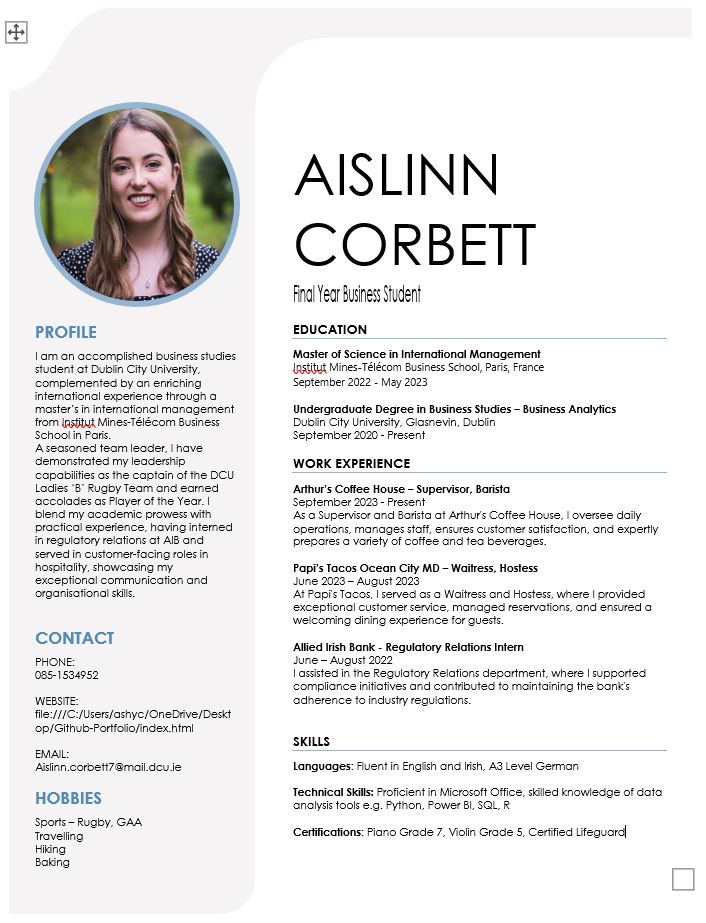 AISLINN
CORBETT
Final Year Business Student
PROFILE
I am an accomplished business studies
student at Dublin City University,
complemented by an enriching
international experience through a
master's in international management
from Institut Mines-Télécom Business
School in Paris.
A seasoned team leader, I have
demonstrated my leadership
capabilities as the captain of the DCU
Ladies 'B' Rugby Team and earned
accolades as Player of the Year. I
blend my academic prowess with
practical experience, having interned
in regulatory relations at AIB and
served in customer-facing roles in
hospitality, showcasing my
exceptional communication and
organisational skills.
CONTACT
PHONE:
085-1534952
WEBSITE:
file:///C:/Users/ashyc/OneDrive/Deskt
op/Github-Portfolio/index.html
EMAIL:
Aislinn.corbett7@mail.dcu.ie
HOBBIES
Sports – Rugby, GAA
Travelling
Hiking
Baking
EDUCATION
Master of Science in International Management
Institut Mines-Télécom Business School, Paris, France
September 2022 - May 2023
Undergraduate Degree in Business Studies – Business Analytics
Dublin City University, Glasnevin, Dublin
September 2020 - Present
WORK EXPERIENCE
Arthur's Coffee House – Supervisor, Barista
September 2023 - Present
As a Supervisor and Barista at Arthur's Coffee House, I oversee daily
operations, manages staff, ensures customer satisfaction, and expertly
prepares a variety of coffee and tea beverages.
Papi's Tacos Ocean City MD – Waitress, Hostess
June 2023 – August 2023
At Papi's Tacos, I served as a Waitress and Hostess, where I provided
exceptional customer service, managed reservations, and ensured a
welcoming dining experience for guests.
Allied Irish Bank - Regulatory Relations Intern
June – August 2022
I assisted in the Regulatory Relations department, where I supported
compliance initiatives and contributed to maintaining the bank's
adherence to industry regulations.
SKILLS
Languages: Fluent in English and Irish, A3 Level German
Technical Skills: Proficient in Microsoft Office, skilled knowledge of data
analysis tools e.g. Python, Power BI, SQL, R
Certifications: Piano Grade 7, Violin Grade 5, Certified Lifeguard